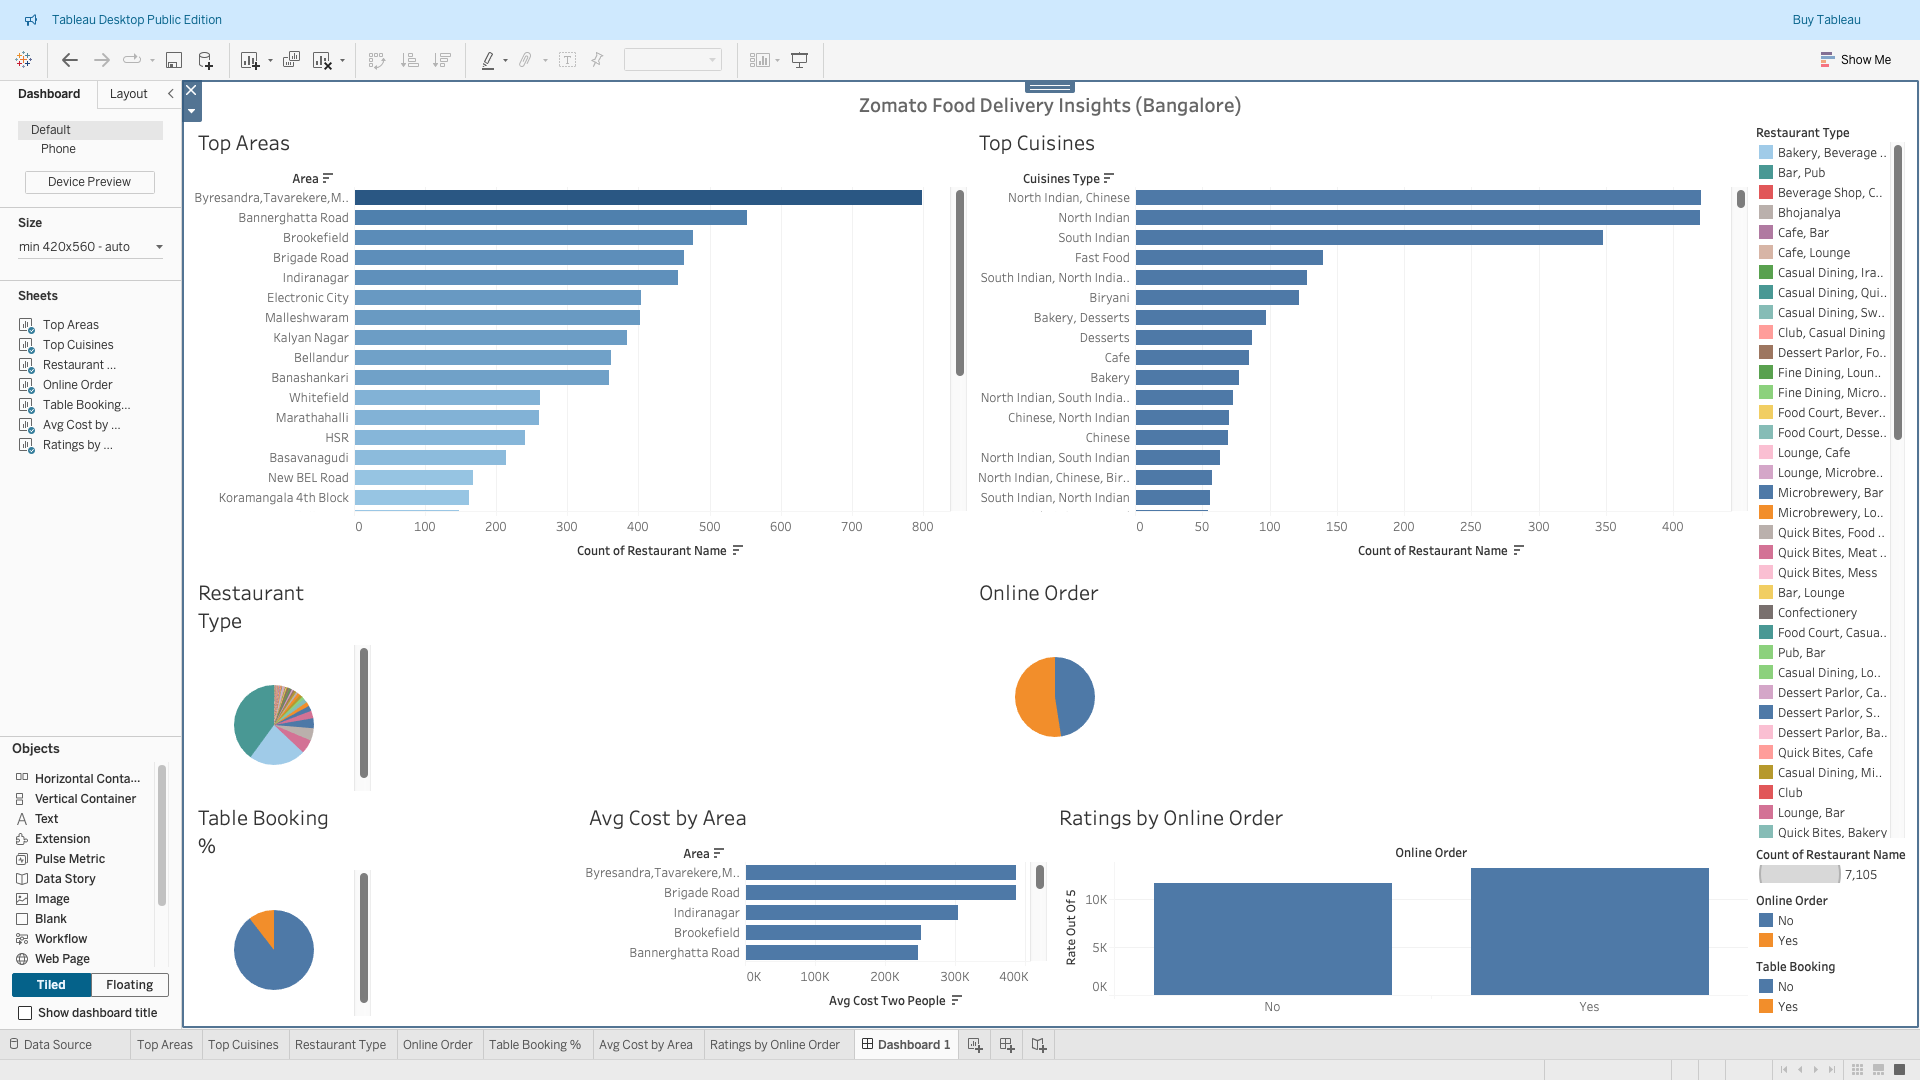 Tableau Desktop Public Edition
Buy Tableau
Show Me
Dashboard
Layout
Default
Phone
Device Preview
Size
min 420x560 - auto
Sheets
Top Areas
Top Cuisines
Restaurant ...
Online Order
Table Booking...
Avg Cost by ...
Ratings by ...
Objects
Horizontal Conta...
Vertical Container
Text
Extension
Pulse Metric
Data Story
Image
Blank
Workflow
Web Page
Tiled
Floating
Show dashboard title
Zomato Food Delivery Insights (Bangalore)
Top Areas
Area
Byresandra,Tavarekere,M..
Bannerghatta Road
Brookefield
Brigade Road
Indiranagar
Electronic City
Malleshwaram
Kalyan Nagar
Bellandur
Banashankari
Whitefield
Marathahalli
HSR
Basavanagudi
New BEL Road
Koramangala 4th Block
0 100 200 300 400 500 600 700 800
Count of Restaurant Name
Top Cuisines
Cuisines Type
North Indian, Chinese
North Indian
South Indian
Fast Food
South Indian, North India..
Biryani
Bakery, Desserts
Desserts
Cafe
Bakery
North Indian, South India..
Chinese, North Indian
Chinese
North Indian, South Indian
North Indian, Chinese, Bir..
South Indian, North Indian
0 50 100 150 200 250 300 350 400
Count of Restaurant Name
Restaurant
Type
Online Order
Table Booking
%
Avg Cost by Area
Area
Byresandra,Tavarekere,M..
Brigade Road
Indiranagar
Brookefield
Bannerghatta Road
0K 100K 200K 300K 400K
Avg Cost Two People
Ratings by Online Order
Online Order
Rate Out Of 5
10K
5K
0K
No
Yes
Restaurant Type
Bakery, Beverage ..
Bar, Pub
Beverage Shop, C..
Bhojanalya
Cafe, Bar
Cafe, Lounge
Casual Dining, Ira..
Casual Dining, Qui..
Casual Dining, Sw..
Club, Casual Dining
Dessert Parlor, Fo..
Fine Dining, Loun..
Fine Dining, Micro..
Food Court, Bever..
Food Court, Desse..
Lounge, Cafe
Lounge, Microbre..
Microbrewery, Bar
Microbrewery, Lo..
Quick Bites, Food ..
Quick Bites, Meat ..
Quick Bites, Mess
Bar, Lounge
Confectionery
Food Court, Casua..
Pub, Bar
Casual Dining, Lo..
Dessert Parlor, Ca..
Dessert Parlor, S..
Dessert Parlor, Ba..
Quick Bites, Cafe
Casual Dining, Mi..
Club
Lounge, Bar
Quick Bites, Bakery
Count of Restaurant Name
7,105
Online Order
No
Yes
Table Booking
No
Yes
Data Source
Top Areas
Top Cuisines
Restaurant Type
Online Order
Table Booking %
Avg Cost by Area
Ratings by Online Order
Dashboard 1